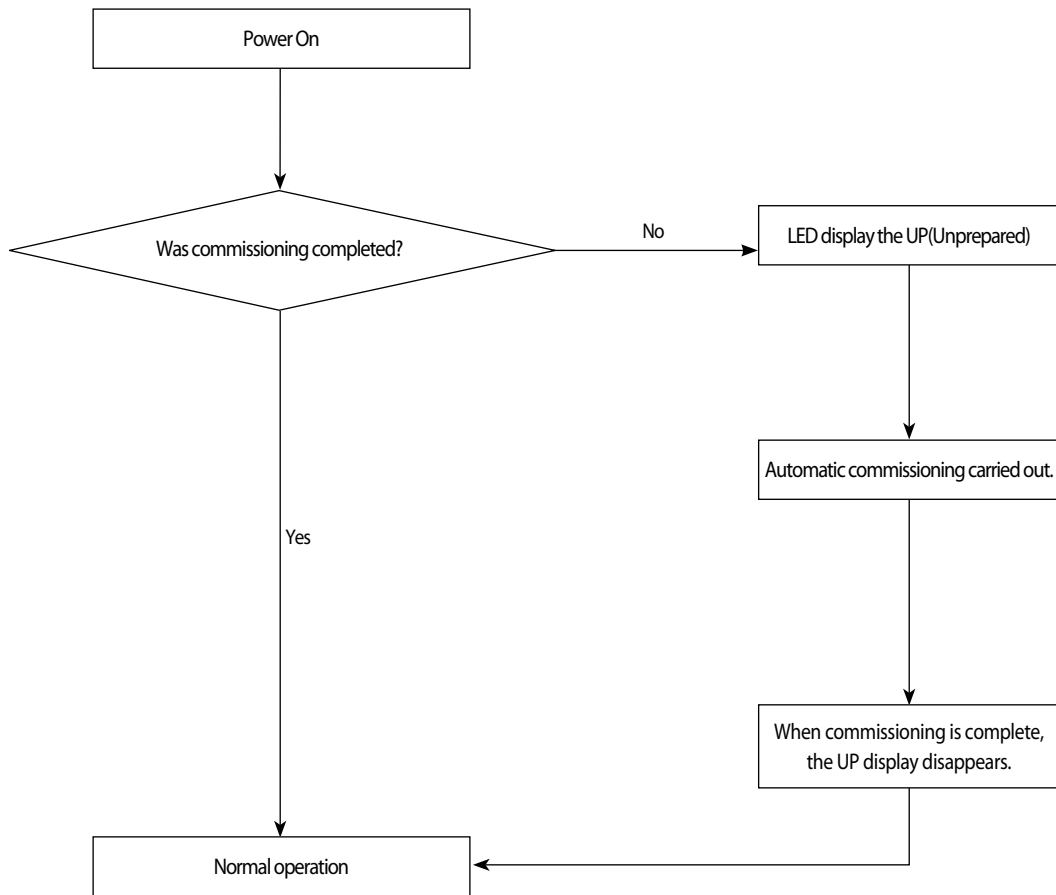 Power On
Was commissioning completed?
No
LED display the UP(Unprepared)
Automatic commissioning carried out.
Yes
When commissioning is complete,
the UP display disappears.
Normal operation